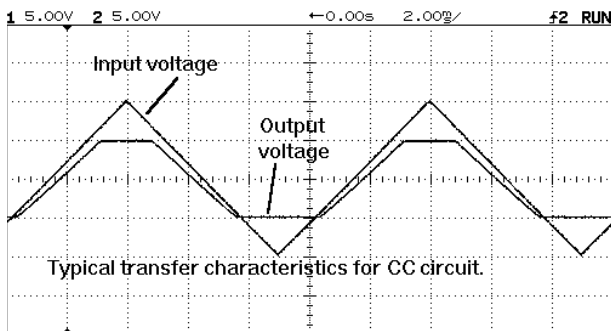 1 5.00V 2 5.00V ←0.00s 2.00ms/ ƒ2 RUN
Input voltage
Output
voltage
Typical transfer characteristics for CC circuit.